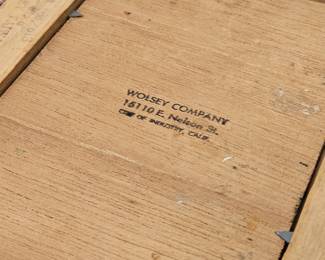 WOLSEY COMPANY
15110 E. Nelson St.
CITY OF INDUSTRY, CALIF.